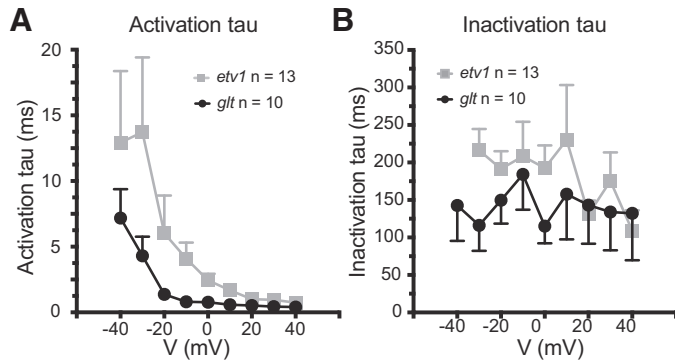 A
Activation tau
20
15
10
5
0
Activation tau (ms)
etv1 n = 13
glt n = 10
-40
-20
0
20
40
V (mV)
B
Inactivation tau
350
300
250
200
150
100
50
0
Inactivation tau (ms)
etv1 n = 13
glt n = 10
-40
-20
0
20
40
V (mV)